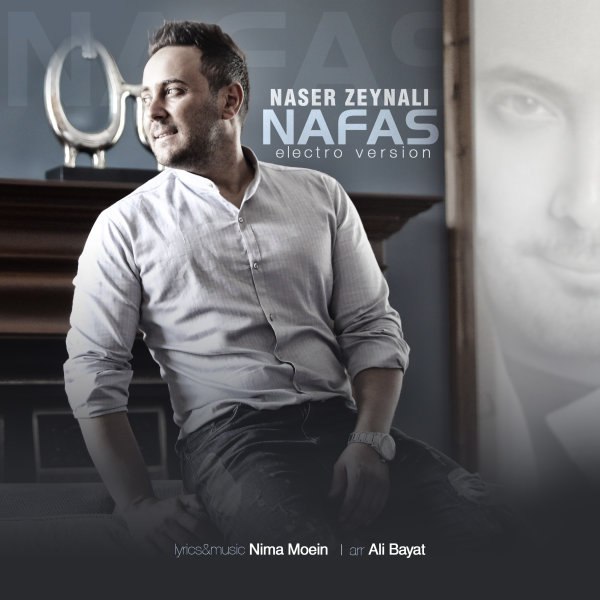 NAFAS
NASER ZEYNALI
NAFAS
electro version
lyrics&music Nima Moein | arr Ali Bayat